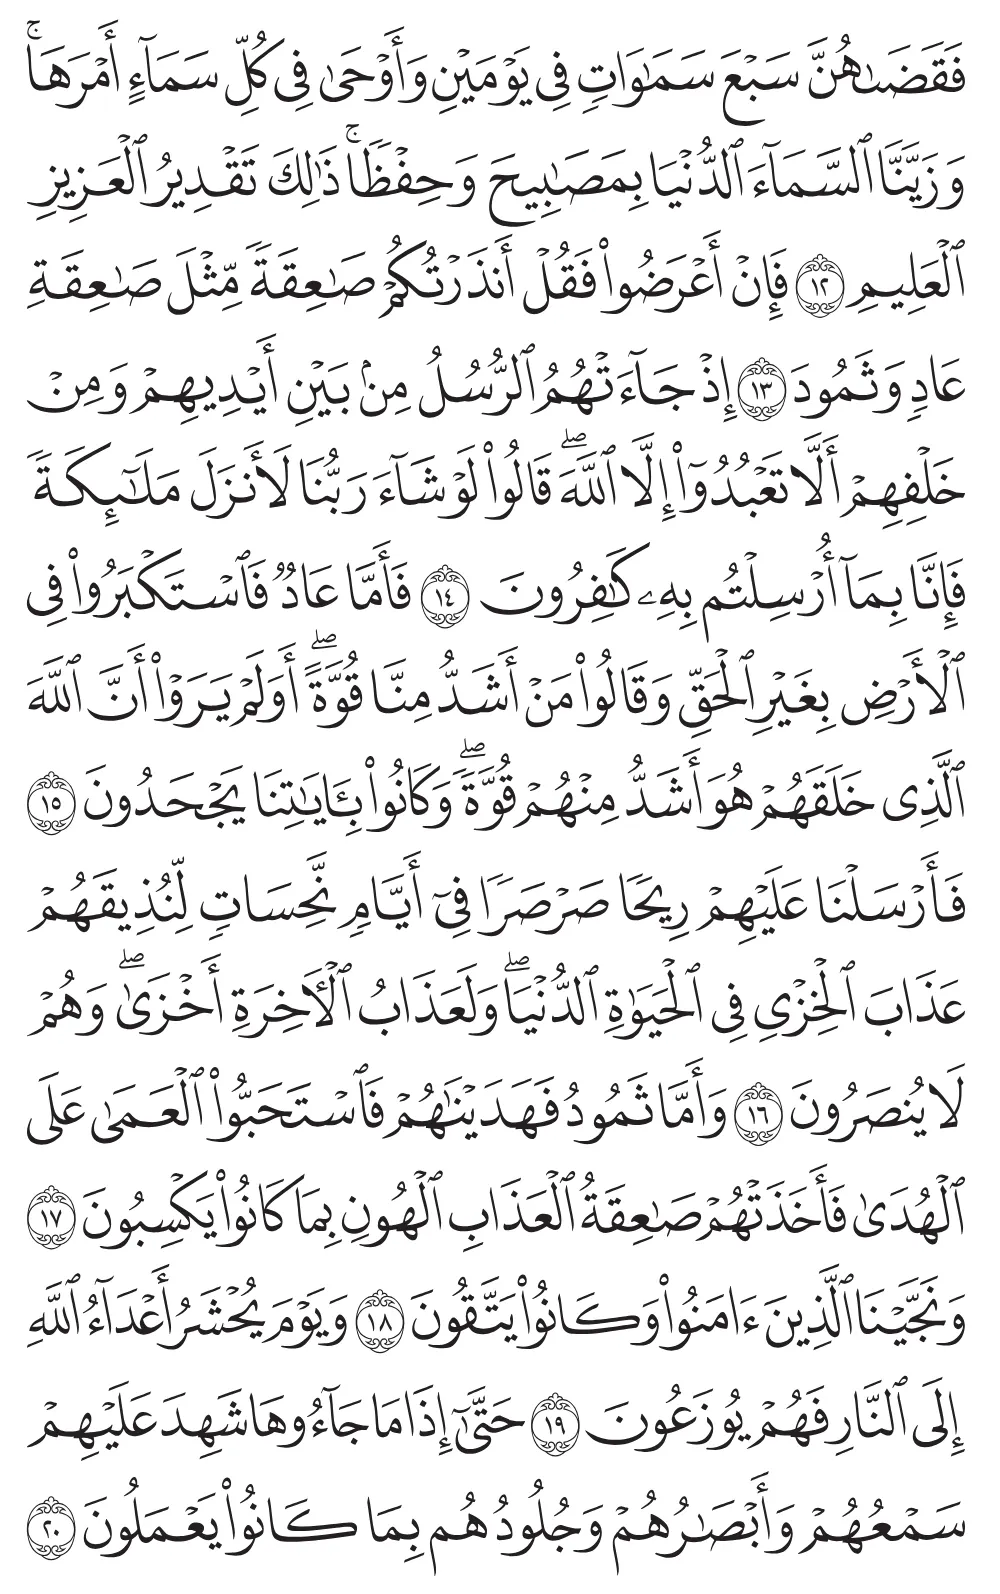 فَقَضَىٰهُنَّ سَبۡعَ سَمَٰوَاتٖ فِي يَوۡمَيۡنِ وَأَوۡحَىٰ فِي كُلِّ سَمَآءٍ أَمۡرَهَاۚ
وَزَيَّنَّا ٱلسَّمَآءَ ٱلدُّنۡيَا بِمَصَٰبِيحَ وَحِفۡظٗاۚ ذَٰلِكَ تَقۡدِيرُ ٱلۡعَزِيزِ
ٱلۡعَلِيمِ ١٢ فَإِنۡ أَعۡرَضُواْ فَقُلۡ أَنذَرۡتُكُمۡ صَٰعِقَةٗ مِّثۡلَ صَٰعِقَةِ
عَادٖ وَثَمُودَ ١٣ إِذۡ جَآءَتۡهُمُ ٱلرُّسُلُ مِنۢ بَيۡنِ أَيۡدِيهِمۡ وَمِنۡ
خَلۡفِهِمۡ أَلَّا تَعۡبُدُوٓاْ إِلَّا ٱللَّهَۖ قَالُواْ لَوۡ شَآءَ رَبُّنَا لَأَنزَلَ مَلَٰٓئِكَةٗ
فَإِنَّا بِمَآ أُرۡسِلۡتُم بِهِۦ كَٰفِرُونَ ١٤ فَأَمَّا عَادٞ فَٱسۡتَكۡبَرُواْ فِي
ٱلۡأَرۡضِ بِغَيۡرِ ٱلۡحَقِّ وَقَالُواْ مَنۡ أَشَدُّ مِنَّا قُوَّةًۖ أَوَلَمۡ يَرَوۡاْ أَنَّ ٱللَّهَ
ٱلَّذِي خَلَقَهُمۡ هُوَ أَشَدُّ مِنۡهُمۡ قُوَّةٗۖ وَكَانُواْ بِـَٔايَٰتِنَا يَجۡحَدُونَ ١٥
فَأَرۡسَلۡنَا عَلَيۡهِمۡ رِيحٗا صَرۡصَرٗا فِيٓ أَيَّامٖ نَّحِسَاتٖ لِّنُذِيقَهُمۡ
عَذَابَ ٱلۡخِزۡيِ فِي ٱلۡحَيَوٰةِ ٱلدُّنۡيَاۖ وَلَعَذَابُ ٱلۡأٓخِرَةِ أَخۡزَىٰۖ وَهُمۡ
لَا يُنصَرُونَ ١٦ وَأَمَّا ثَمُودُ فَهَدَيۡنَٰهُمۡ فَٱسۡتَحَبُّواْ ٱلۡعَمَىٰ عَلَى
ٱلۡهُدَىٰ فَأَخَذَتۡهُمۡ صَٰعِقَةُ ٱلۡعَذَابِ ٱلۡهُونِ بِمَا كَانُواْ يَكۡسِبُونَ ١٧
وَنَجَّيۡنَا ٱلَّذِينَ ءَامَنُواْ وَكَانُواْ يَتَّقُونَ ١٨ وَيَوۡمَ يُحۡشَرُ أَعۡدَآءُ ٱللَّهِ
إِلَى ٱلنَّارِ فَهُمۡ يُوزَعُونَ ١٩ حَتَّىٰٓ إِذَا مَا جَآءُوهَا شَهِدَ عَلَيۡهِمۡ
سَمۡعُهُمۡ وَأَبۡصَٰرُهُمۡ وَجُلُودُهُم بِمَا كَانُواْ يَعۡمَلُونَ ٢٠